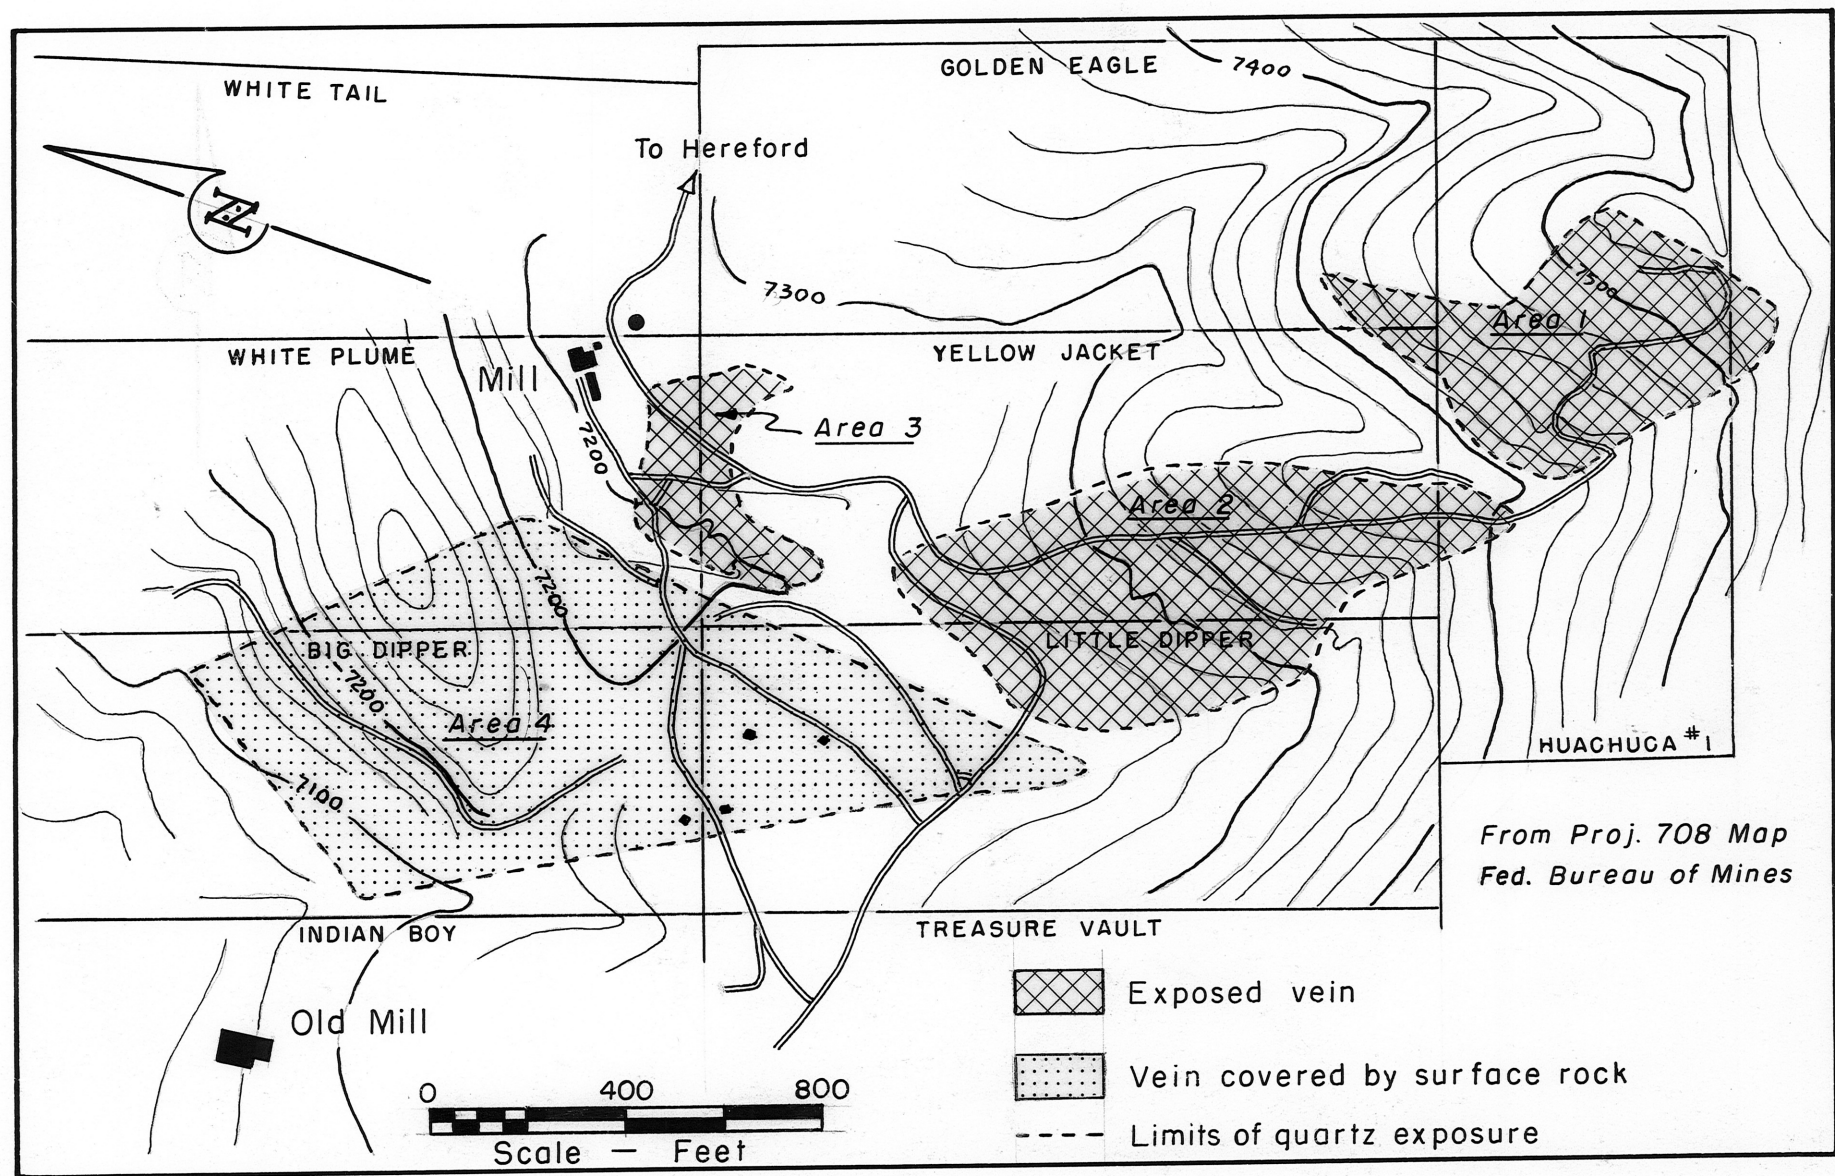 WHITE TAIL
GOLDEN EAGLE
7400
To Hereford
N
7300
7500
Area 1
WHITE PLUME
YELLOW JACKET
Mill
7200
Area 3
Area 2
7200
BIG DIPPER
LITTLE DIPPER
7200
Area 4
HUACHUCA #1
7100
From Proj. 708 Map
Fed. Bureau of Mines
INDIAN BOY
TREASURE VAULT
Old Mill
Exposed vein
Vein covered by surface rock
Limits of quartz exposure
0 400 800
Scale — Feet